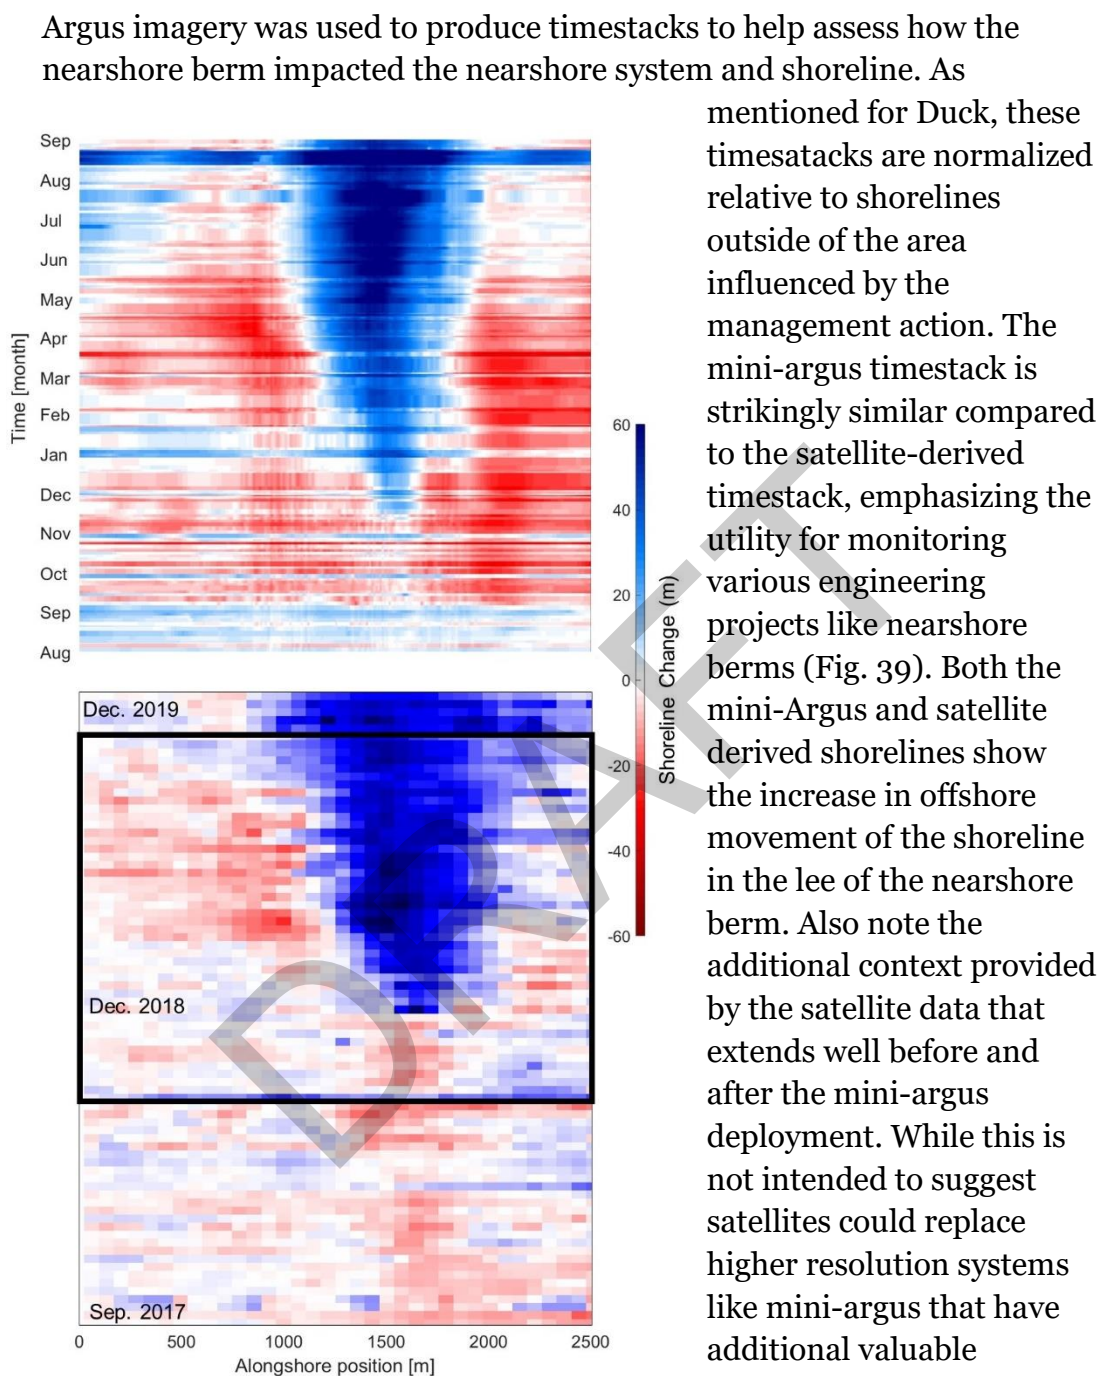 Argus imagery was used to produce timestacks to help assess how the
nearshore berm impacted the nearshore system and shoreline. As
mentioned for Duck, these
timesatacks are normalized
relative to shorelines
outside of the area
influenced by the
management action. The
mini-argus timestack is
strikingly similar compared
to the satellite-derived
timestack, emphasizing the
utility for monitoring
various engineering
projects like nearshore
berms (Fig. 39). Both the
mini-Argus and satellite
derived shorelines show
the increase in offshore
movement of the shoreline
in the lee of the nearshore
berm. Also note the
additional context provided
by the satellite data that
extends well before and
after the mini-argus
deployment. While this is
not intended to suggest
satellites could replace
higher resolution systems
like mini-argus that have
additional valuable
Time [month]
Sep
Aug
Jul
Jun
May
Apr
Mar
Feb
Jan
Dec
Nov
Oct
Sep
Aug
60
40
20
0
-20
-40
-60
Shoreline Change (m)
Dec. 2019
Dec. 2018
Sep. 2017
0 500 1000 1500 2000 2500
Alongshore position [m]
DRAFT